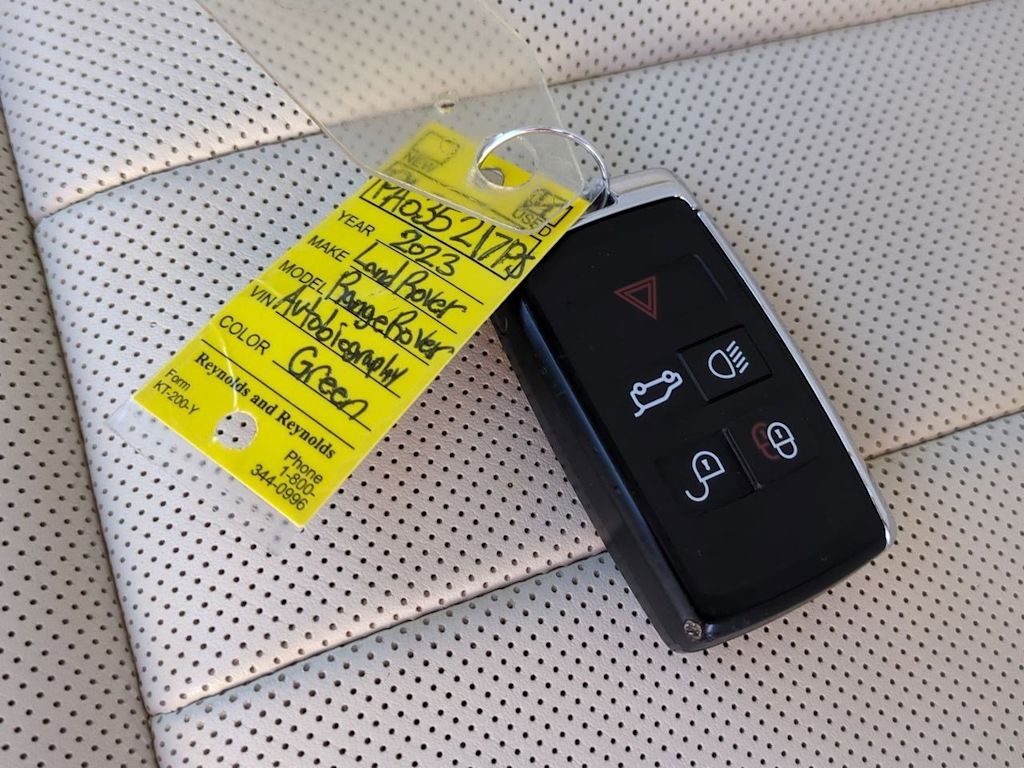 NEW
USED
YEAR 2023
MAKE Land Rover
MODEL Range Rover
VIN Autobiography
COLOR Green
Reynolds and Reynolds
Form
KT-200-Y
Phone
1-800-
344-0996